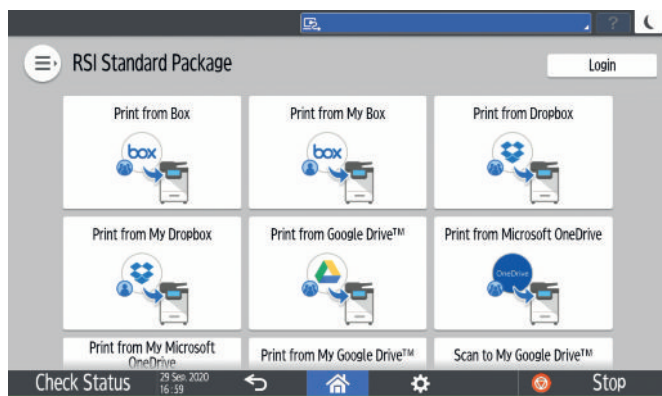 ?
RSI Standard Package
Login
Print from Box
Print from My Box
Print from Dropbox
box
box
Print from My Dropbox
Print from Google Drive™
Print from Microsoft OneDrive
OneDrive
Print from My Microsoft
OneDrive
Print from My Google Drive™
Scan to My Google Drive™
Check Status
29 Sep. 2020
16:59
Stop